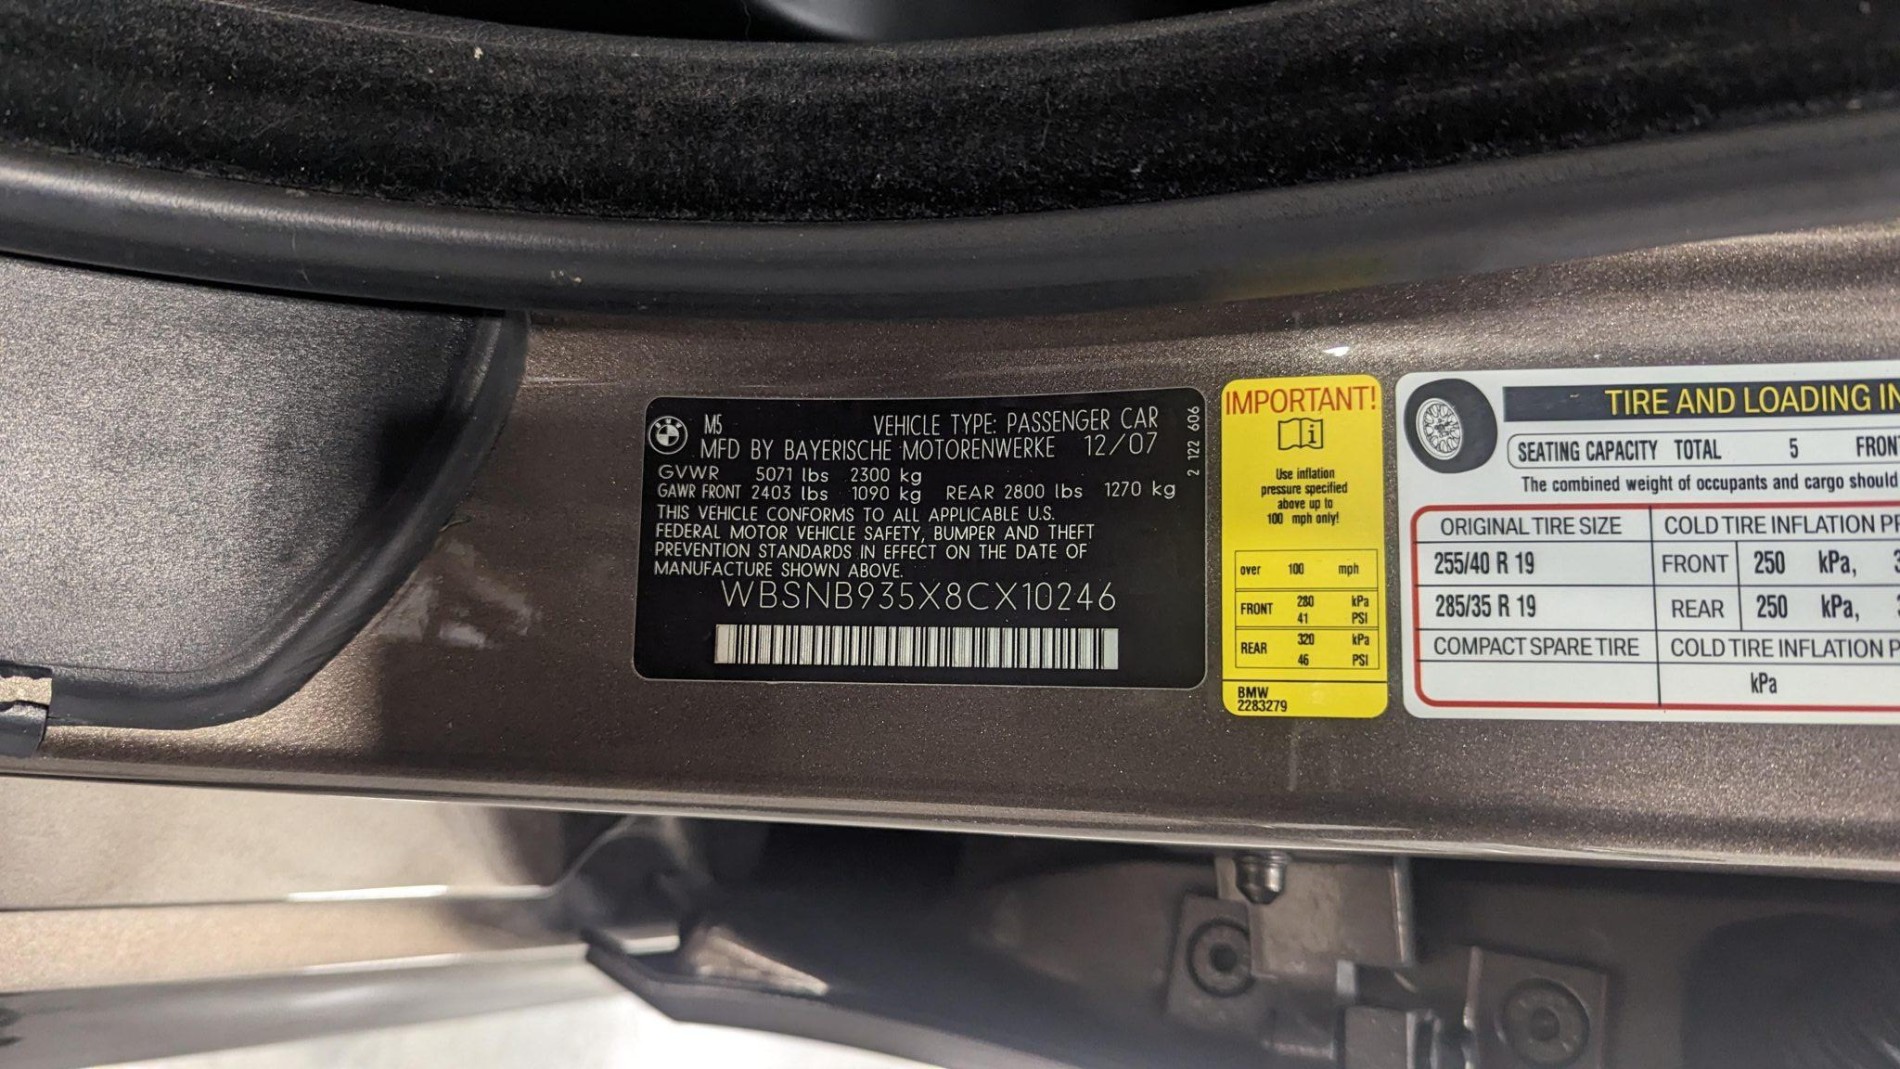 M5 VEHICLE TYPE: PASSENGER CAR
MFD BY BAYERISCHE MOTORENWERKE 12/07
GVWR 5071 lbs 2300 kg
GAWR FRONT 2403 lbs 1090 kg REAR 2800 lbs 1270 kg
THIS VEHICLE CONFORMS TO ALL APPLICABLE U.S.
FEDERAL MOTOR VEHICLE SAFETY, BUMPER AND THEFT
PREVENTION STANDARDS IN EFFECT ON THE DATE OF
MANUFACTURE SHOWN ABOVE.
WBSNB935X8CX10246
2 122 606
IMPORTANT!
Use inflation
pressure specified
above up to
100 mph only!
over 100 mph
FRONT 280 kPa
41 PSI
REAR 320 kPa
46 PSI
BMW
2283279
TIRE AND LOADING IN
SEATING CAPACITY TOTAL 5 FRON
The combined weight of occupants and cargo should
ORIGINAL TIRE SIZE COLD TIRE INFLATION P
255/40 R 19 FRONT 250 kPa, 3
285/35 R 19 REAR 250 kPa,
COMPACT SPARE TIRE COLD TIRE INFLATION P
kPa